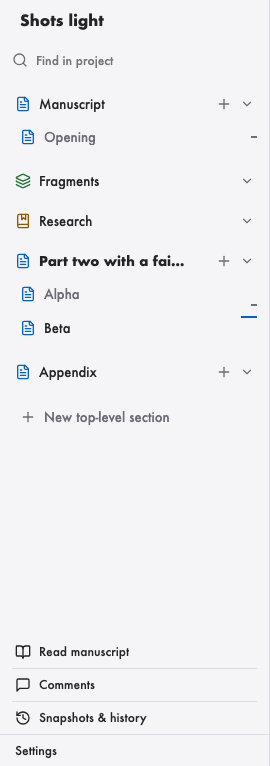 Shots light
Find in project
Manuscript
Opening –
Fragments
Research
Part two with a fai...
Alpha –
Beta
Appendix
New top-level section
Read manuscript
Comments
Snapshots & history
Settings